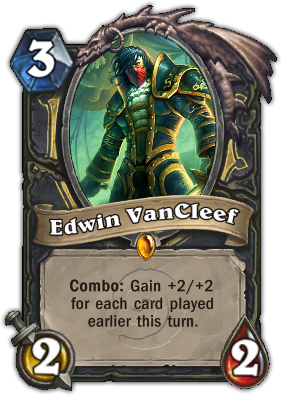 3
Edwin VanCleef
Combo: Gain +2/+2
for each card played
earlier this turn.
2 2